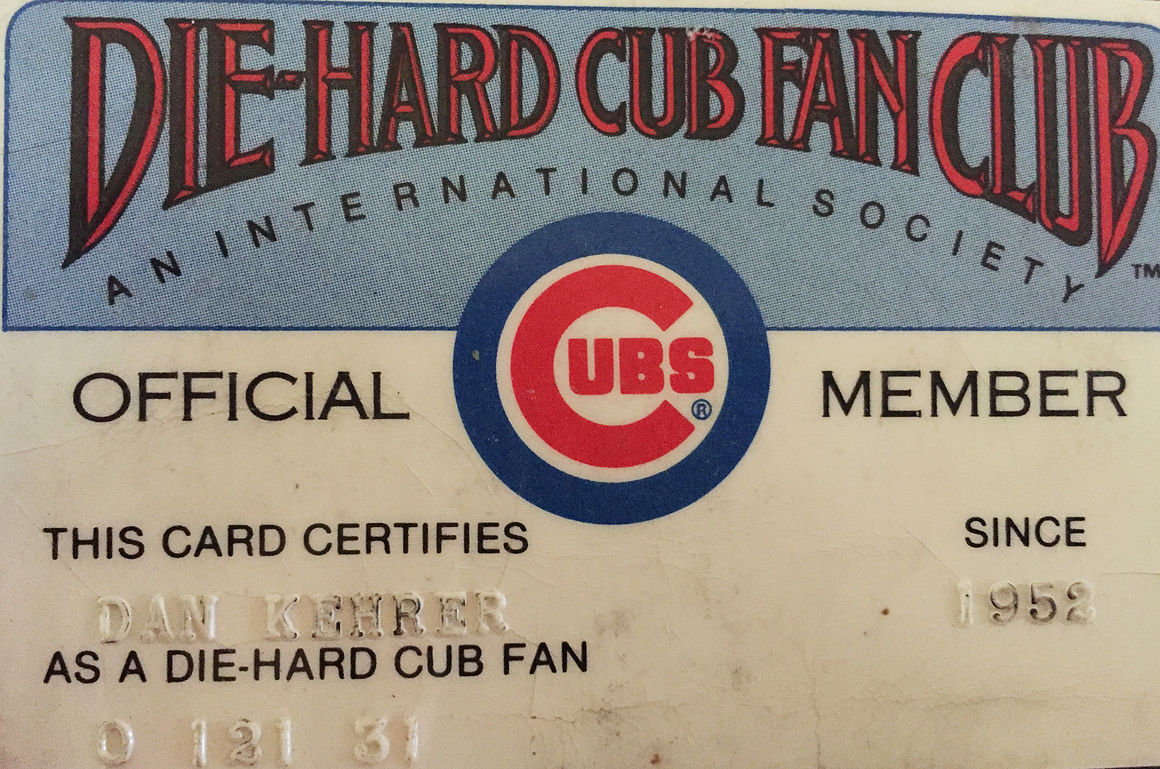 DIE-HARD CUB FAN CLUB
AN INTERNATIONAL SOCIETY
TM
CUBS
®
OFFICIAL MEMBER
THIS CARD CERTIFIES
SINCE
DAN KEHRER
1952
AS A DIE-HARD CUB FAN
0 121 31